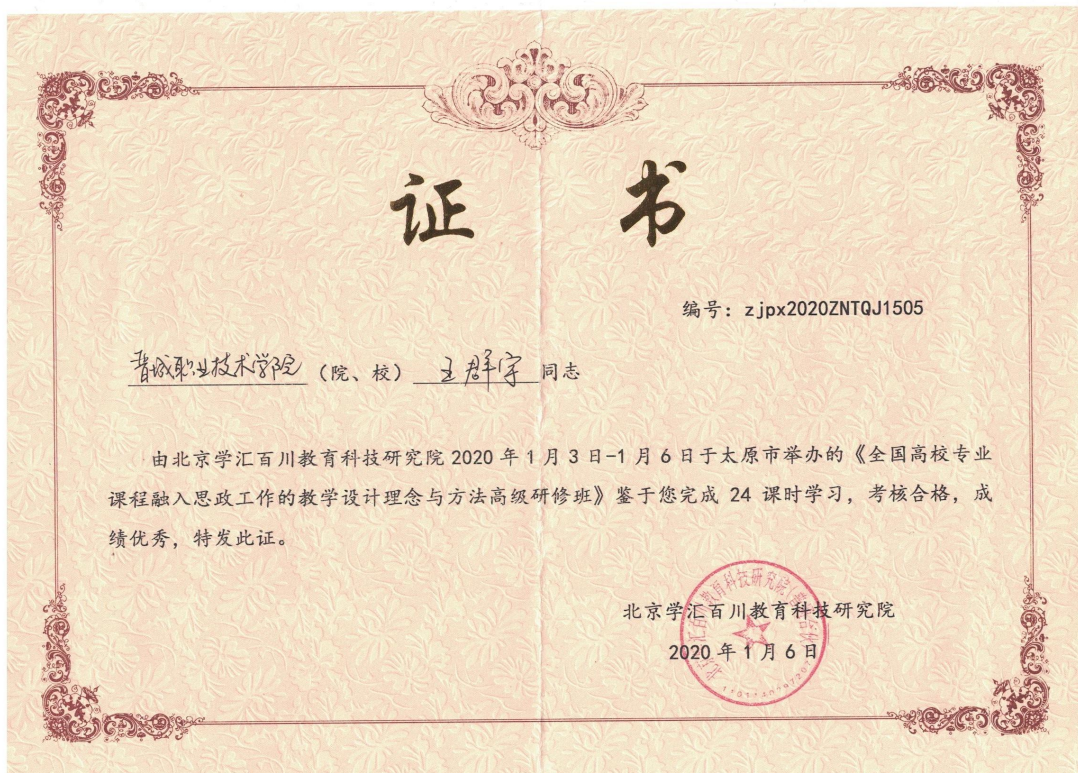 证 书
编号：zjpx2020ZNTQJ1505
晋城职业技术学院（院、校） 王群宇 同志
由北京学汇百川教育科技研究院2020年1月3日-1月6日于太原市举办的《全国高校专业
课程融入思政工作的教学设计理念与方法高级研修班》鉴于您完成 24 课时学习，考核合格，成
绩优秀，特发此证。
北京学汇百川教育科技研究院
2020年1月6日